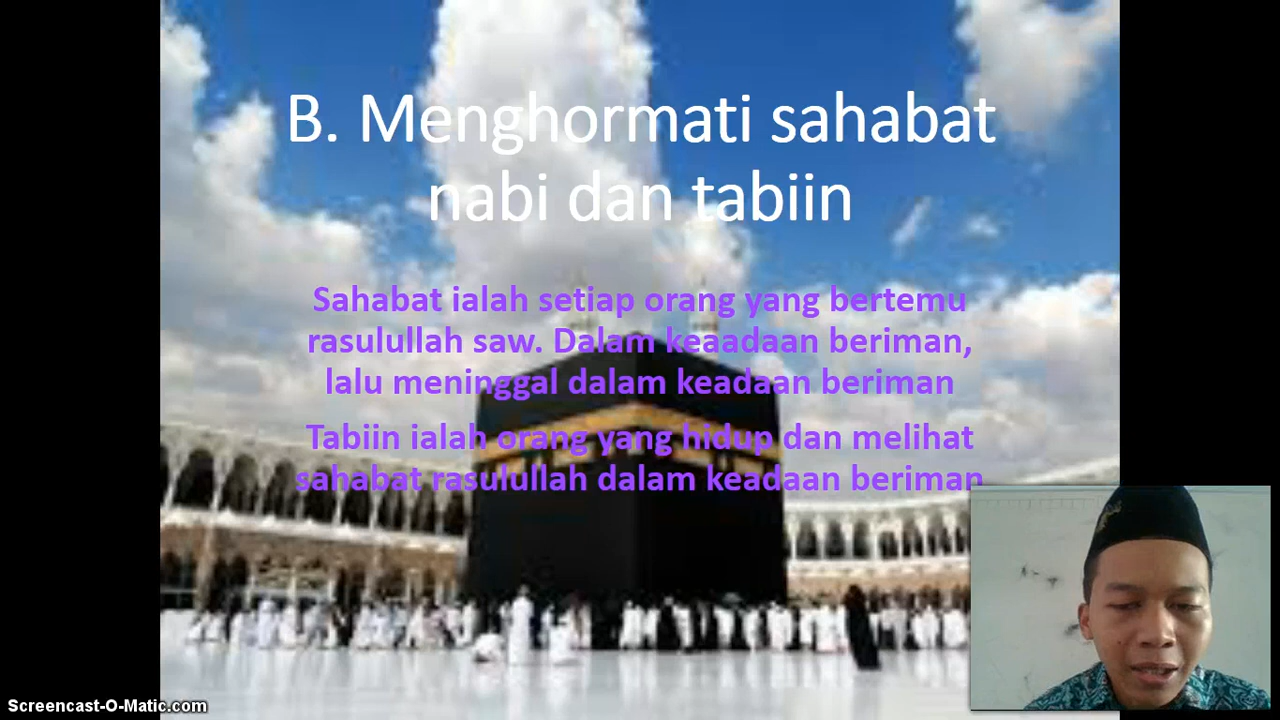 B. Menghormati sahabat
nabi dan tabiin
Sahabat ialah setiap orang yang bertemu
rasulullah saw. Dalam keaadaan beriman,
lalu meninggal dalam keadaan beriman
Tabiin ialah orang yang hidup dan melihat
sahabat rasulullah dalam keadaan beriman
Screencast-O-Matic.com